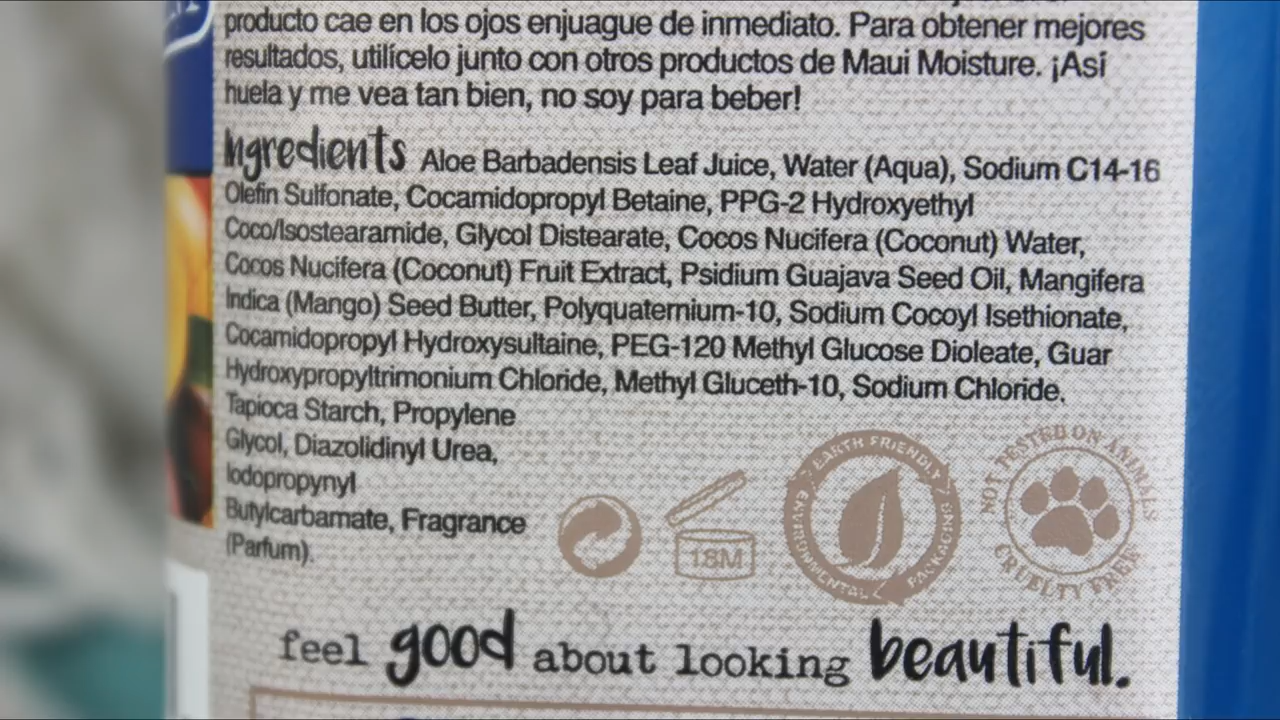 producto cae en los ojos enjuague de inmediato. Para obtener mejores
resultados, utilícelo junto con otros productos de Maui Moisture. ¡Así
huela y me vea tan bien, no soy para beber!
Ingredients Aloe Barbadensis Leaf Juice, Water (Aqua), Sodium C14-16
Olefin Sulfonate, Cocamidopropyl Betaine, PPG-2 Hydroxyethyl
Coco/Isostearamide, Glycol Distearate, Cocos Nucifera (Coconut) Water,
Cocos Nucifera (Coconut) Fruit Extract, Psidium Guajava Seed Oil, Mangifera
Indica (Mango) Seed Butter, Polyquaternium-10, Sodium Cocoyl Isethionate,
Cocamidopropyl Hydroxysultaine, PEG-120 Methyl Glucose Dioleate, Guar
Hydroxypropyltrimonium Chloride, Methyl Gluceth-10, Sodium Chloride,
Tapioca Starch, Propylene
Glycol, Diazolidinyl Urea,
Iodopropynyl
Butylcarbamate, Fragrance
(Parfum).
18M
EARTH FRIENDLY
ENVIRONMENTAL PACKAGING
NOT TESTED ON ANIMALS
CRUELTY FREE
feel good about looking beautiful.